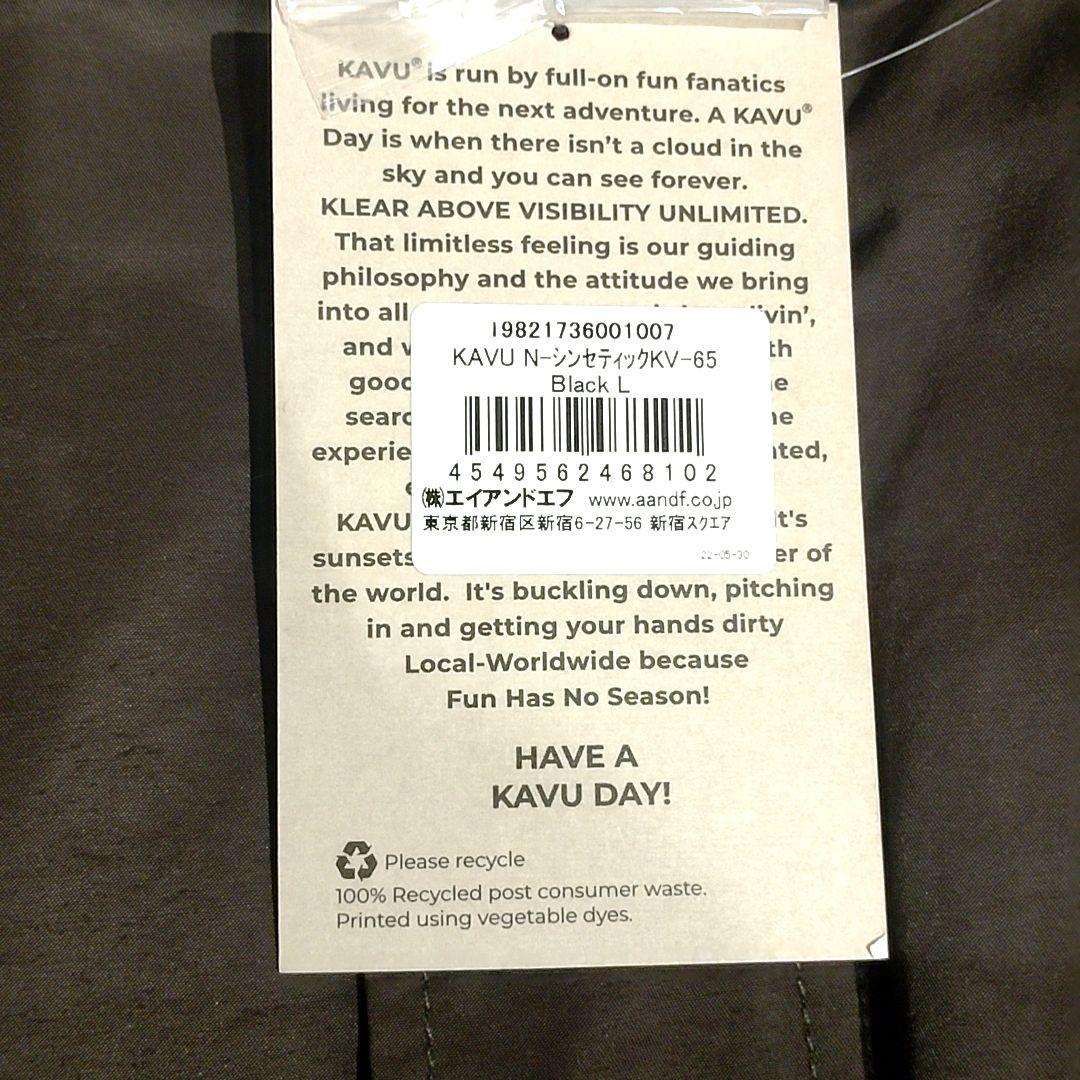 KAVU® is run by full-on fun fanatics
living for the next adventure. A KAVU®
Day is when there isn't a cloud in the
sky and you can see forever.
KLEAR ABOVE VISIBILITY UNLIMITED.
That limitless feeling is our guiding
philosophy and the attitude we bring
into all
and
KAVU It's
sunsets of
the world. It's buckling down, pitching
in and getting your hands dirty
Local-Worldwide because
Fun Has No Season!
HAVE A
KAVU DAY!
Please recycle
100% Recycled post consumer waste.
Printed using vegetable dyes.
19821736001007
KAVU N-シンセティックKV-65
Black L
4549562468102
㈱エイアンドエフ www.aandf.co.jp
東京都新宿区新宿6-27-56 新宿スクエア
22-05-30